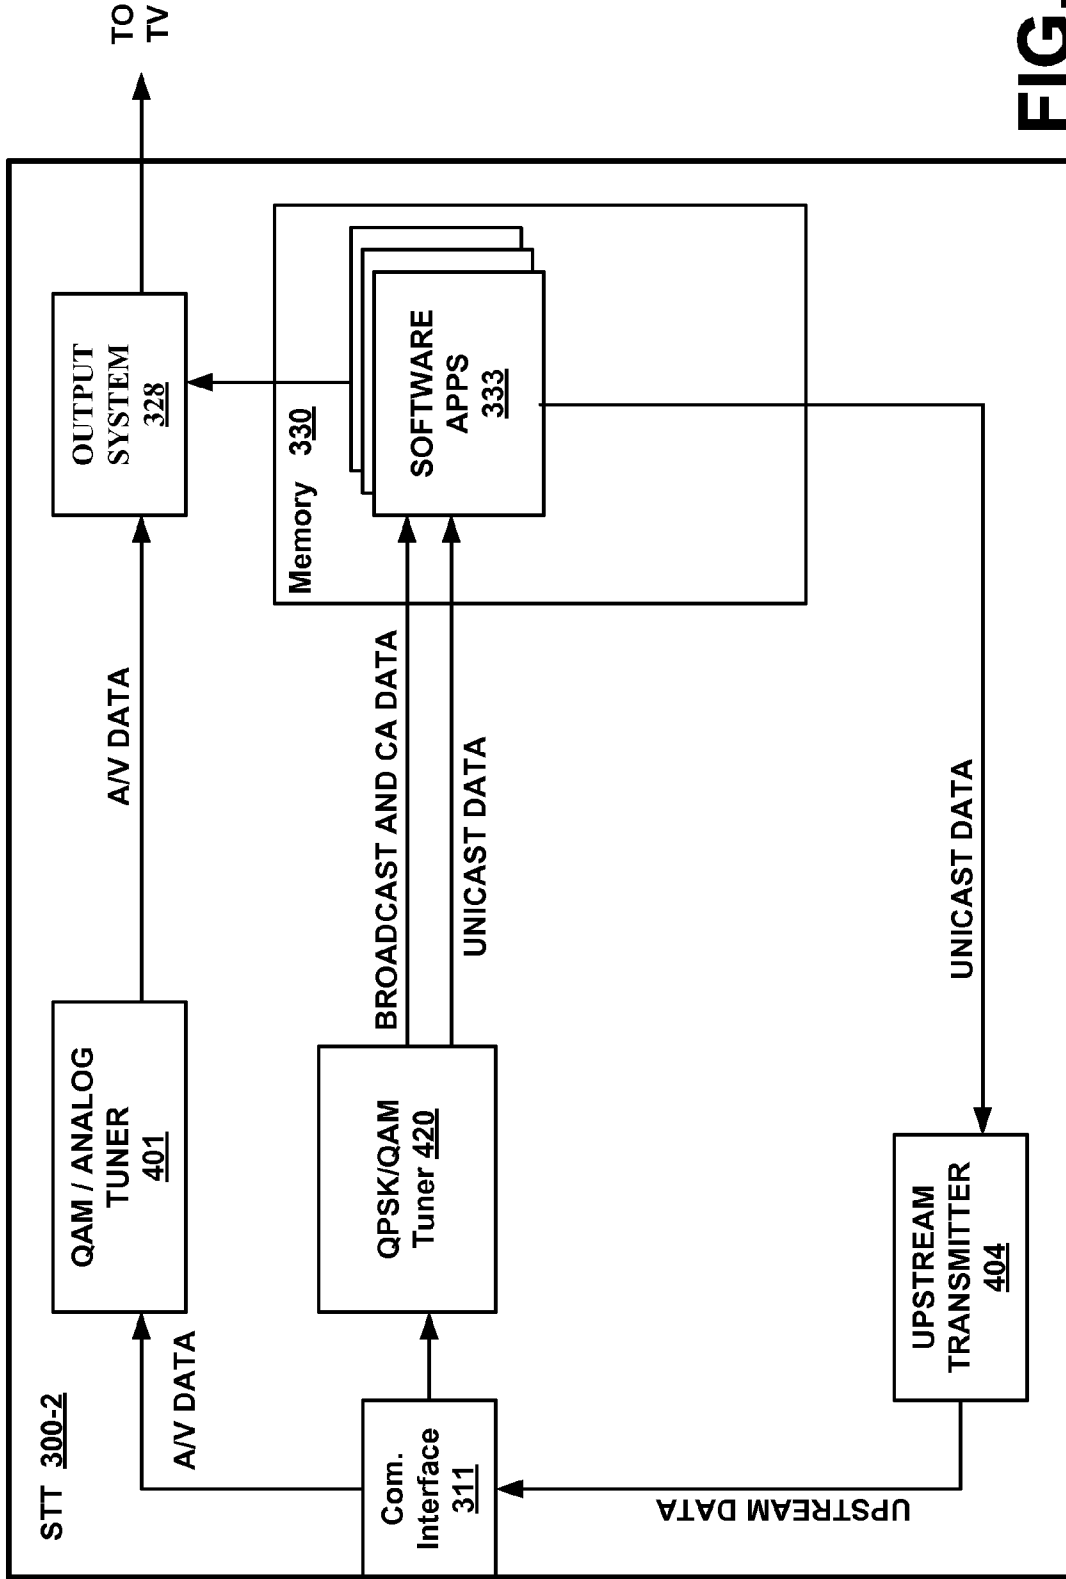 STT 300-2
A/V DATA
QAM / ANALOG
TUNER
401
A/V DATA
OUTPUT
SYSTEM
328
TO
TV
Com.
Interface
311
QPSK/QAM
Tuner 420
BROADCAST AND CA DATA
UNICAST DATA
Memory 330
SOFTWARE
APPS
333
UPSTREAM DATA
UPSTREAM
TRANSMITTER
404
UNICAST DATA
FIG.